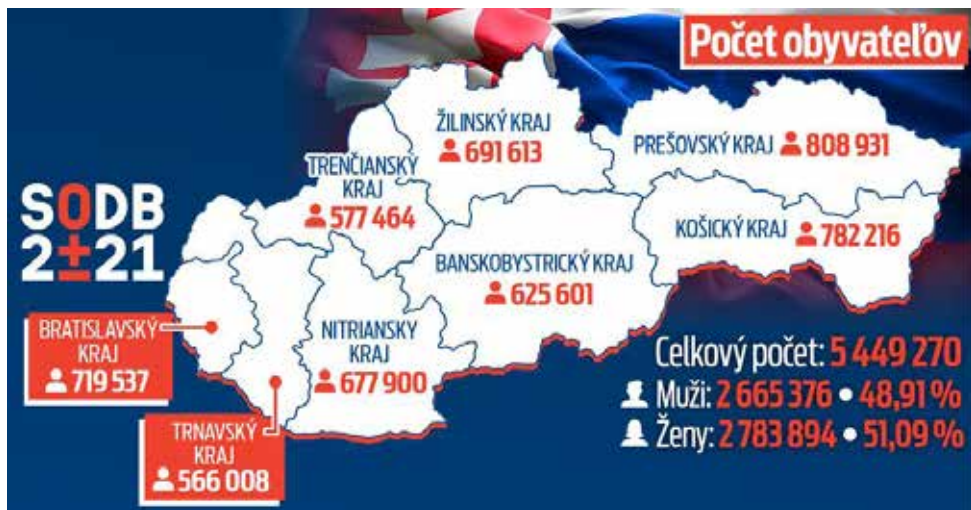 Počet obyvateľov
ŽILINSKÝ KRAJ
691 613
PREŠOVSKÝ KRAJ 808 931
TRENČIANSKY
KRAJ
577 464
SODB
2±21
KOŠICKÝ KRAJ 782 216
BANSKOBYSTRICKÝ KRAJ
625 601
BRATISLAVSKÝ
KRAJ
719 537
NITRIANSKY
KRAJ
677 900
TRNAVSKÝ
KRAJ
566 008
Celkový počet: 5 449 270
Muži: 2 665 376 • 48,91 %
Ženy: 2 783 894 • 51,09 %